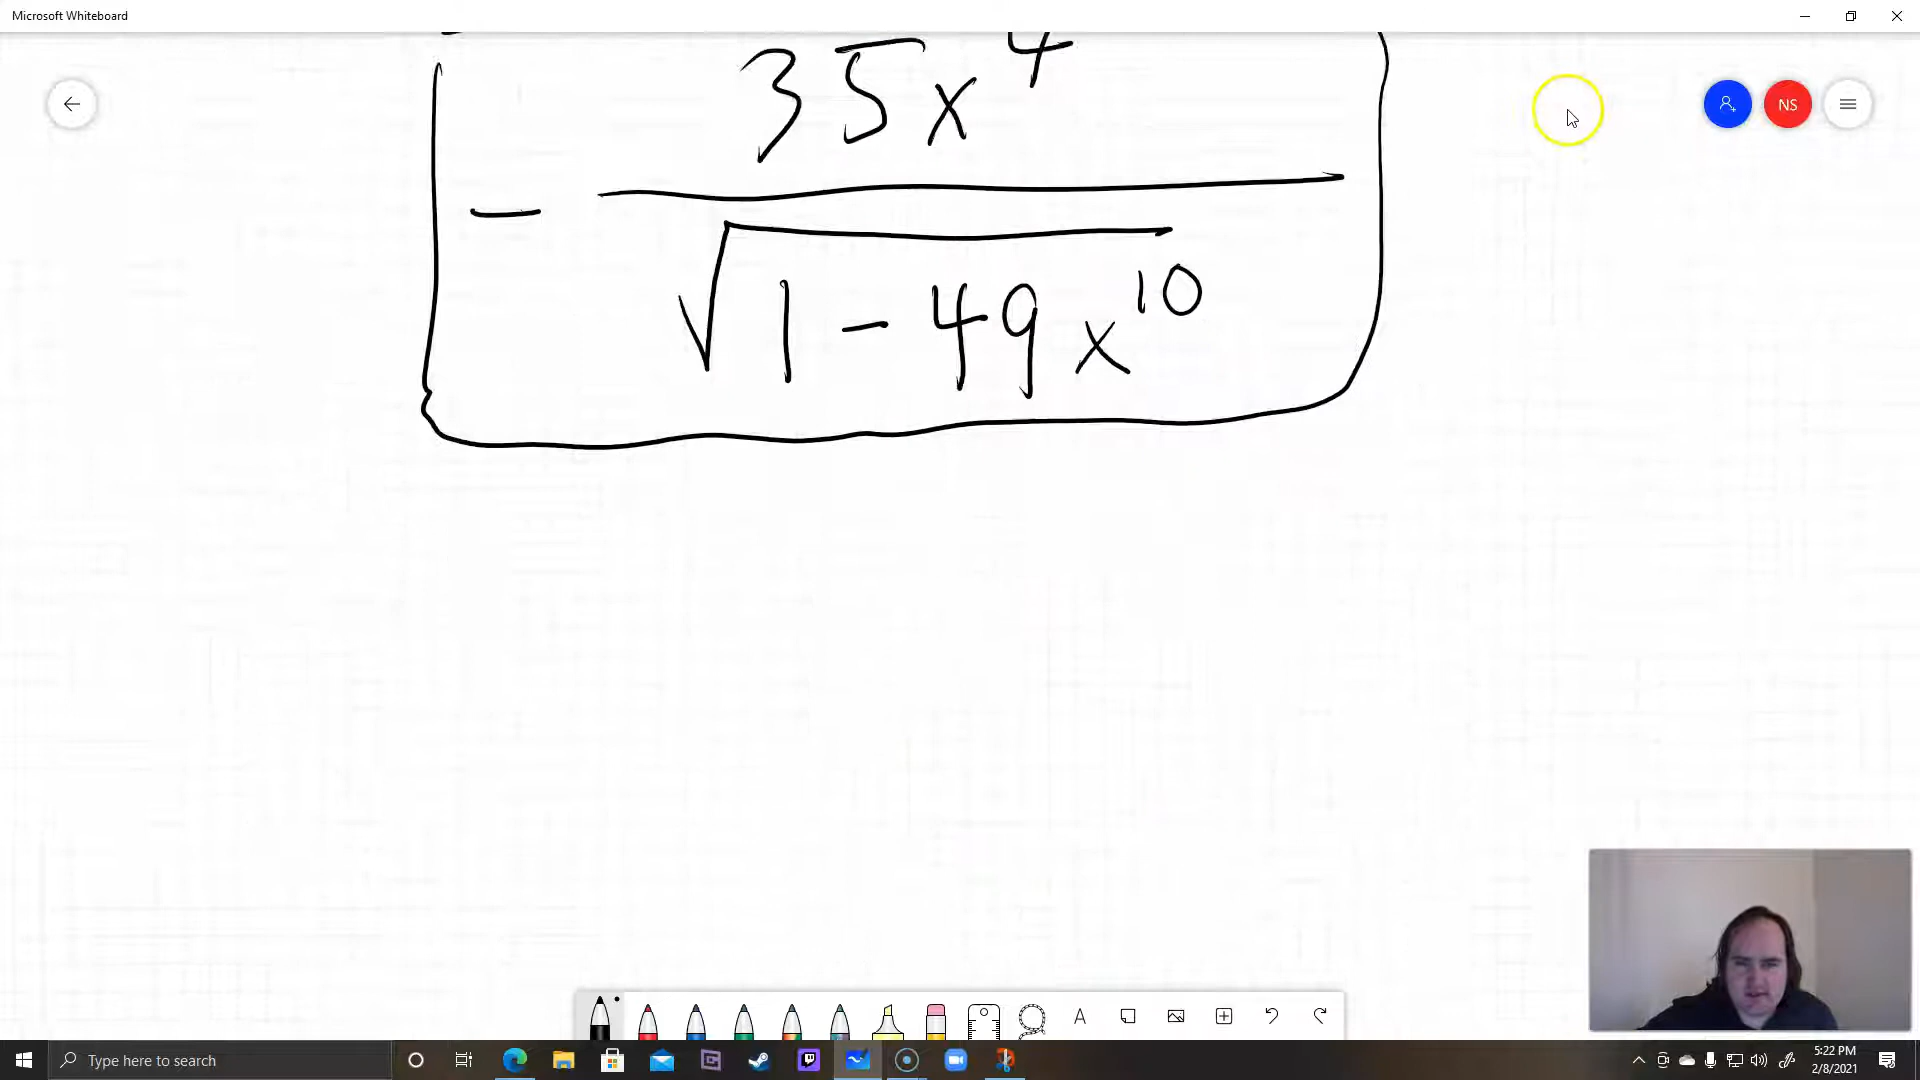 Microsoft Whiteboard
NS
35x⁴
-
√1-49x¹⁰
A
Type here to search
5:22 PM
2/8/2021